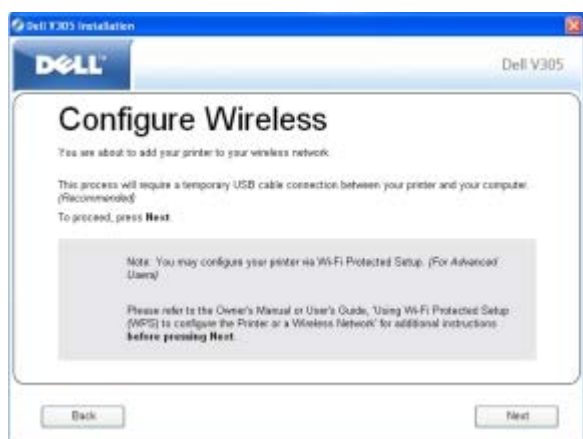 Dell V305 Installation
DELL
Dell V305
Configure Wireless
You are about to add your printer to your wireless network.
This process will require a temporary USB cable connection between your printer and your computer.
(Recommended)
To proceed, press Next.
Note: You may configure your printer via Wi-Fi Protected Setup. (For Advanced
Users)
Please refer to the Owner's Manual or User's Guide, 'Using Wi-Fi Protected Setup
(WPS) to configure the Printer or a Wireless Network' for additional instructions
before pressing Next.
Back
Next